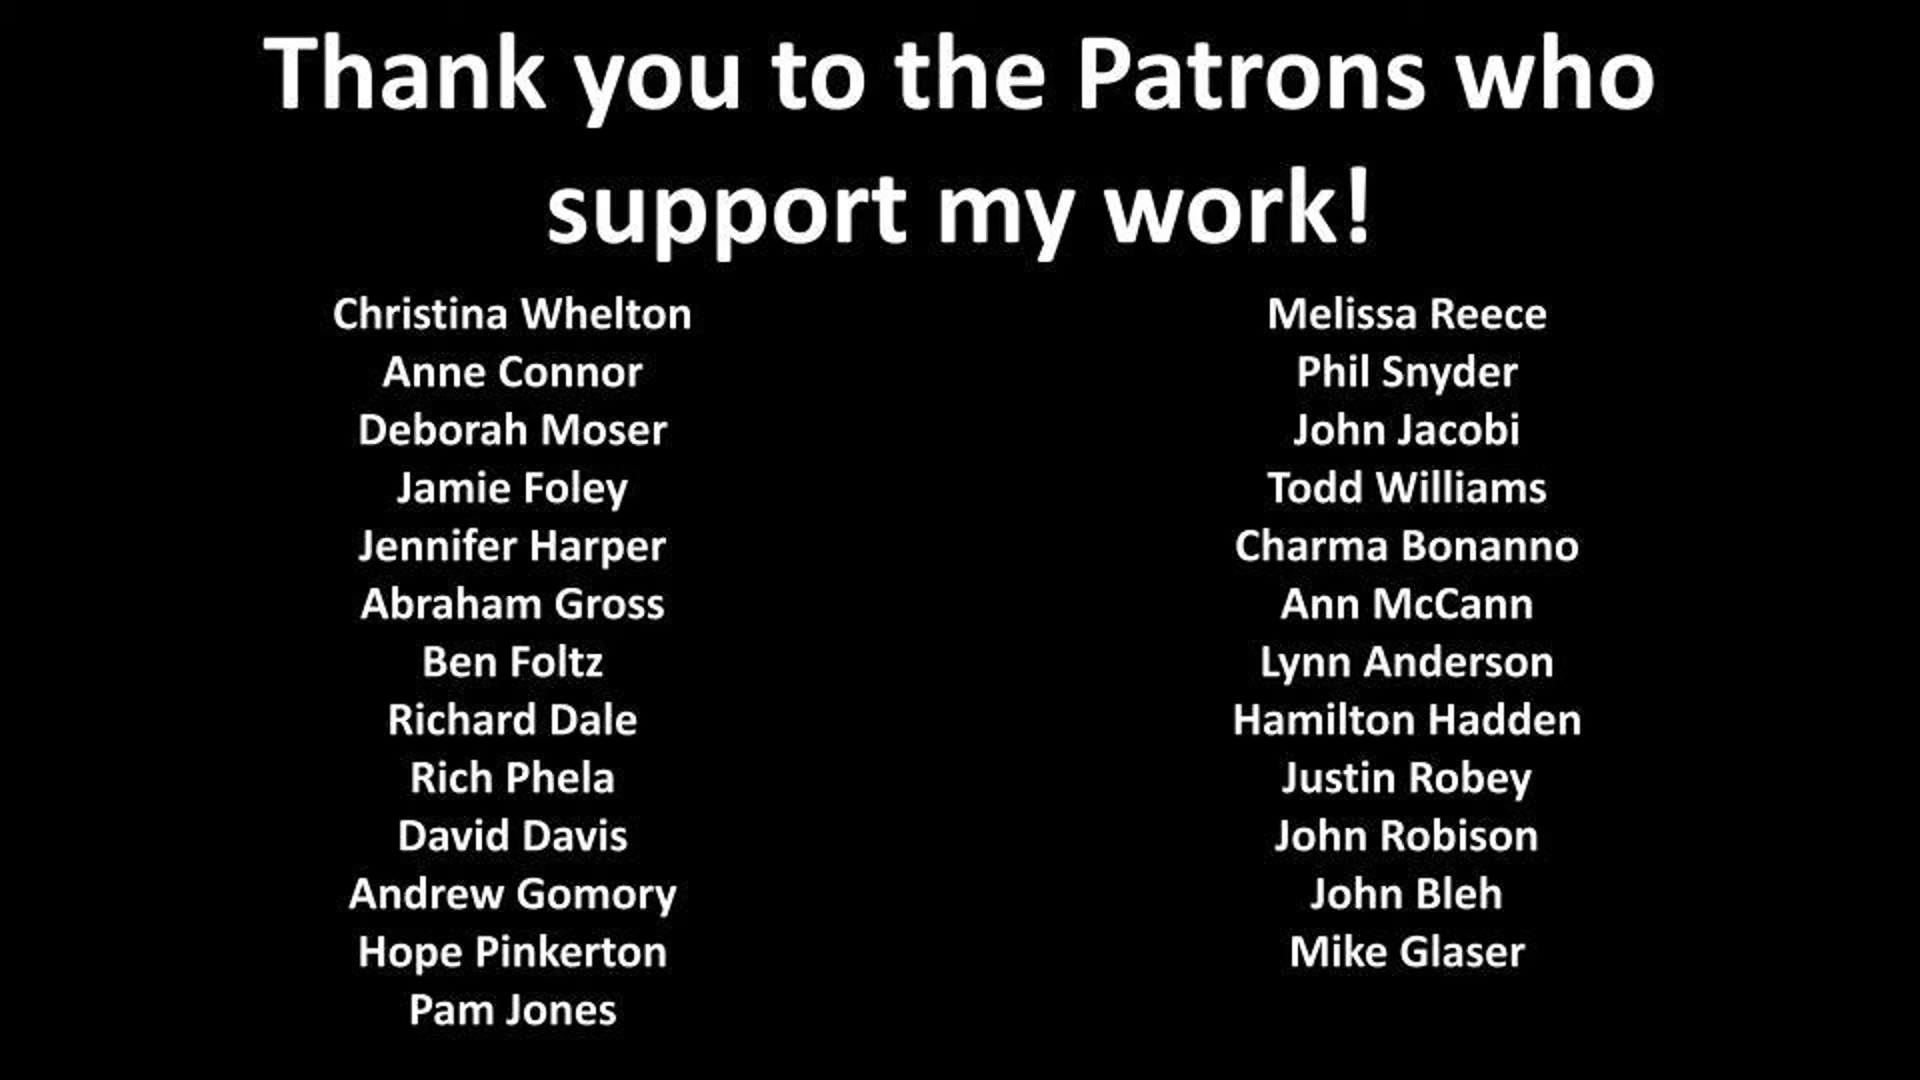 Thank you to the Patrons who
support my work!
Christina Whelton
Anne Connor
Deborah Moser
Jamie Foley
Jennifer Harper
Abraham Gross
Ben Foltz
Richard Dale
Rich Phela
David Davis
Andrew Gomory
Hope Pinkerton
Pam Jones
Melissa Reece
Phil Snyder
John Jacobi
Todd Williams
Charma Bonanno
Ann McCann
Lynn Anderson
Hamilton Hadden
Justin Robey
John Robison
John Bleh
Mike Glaser